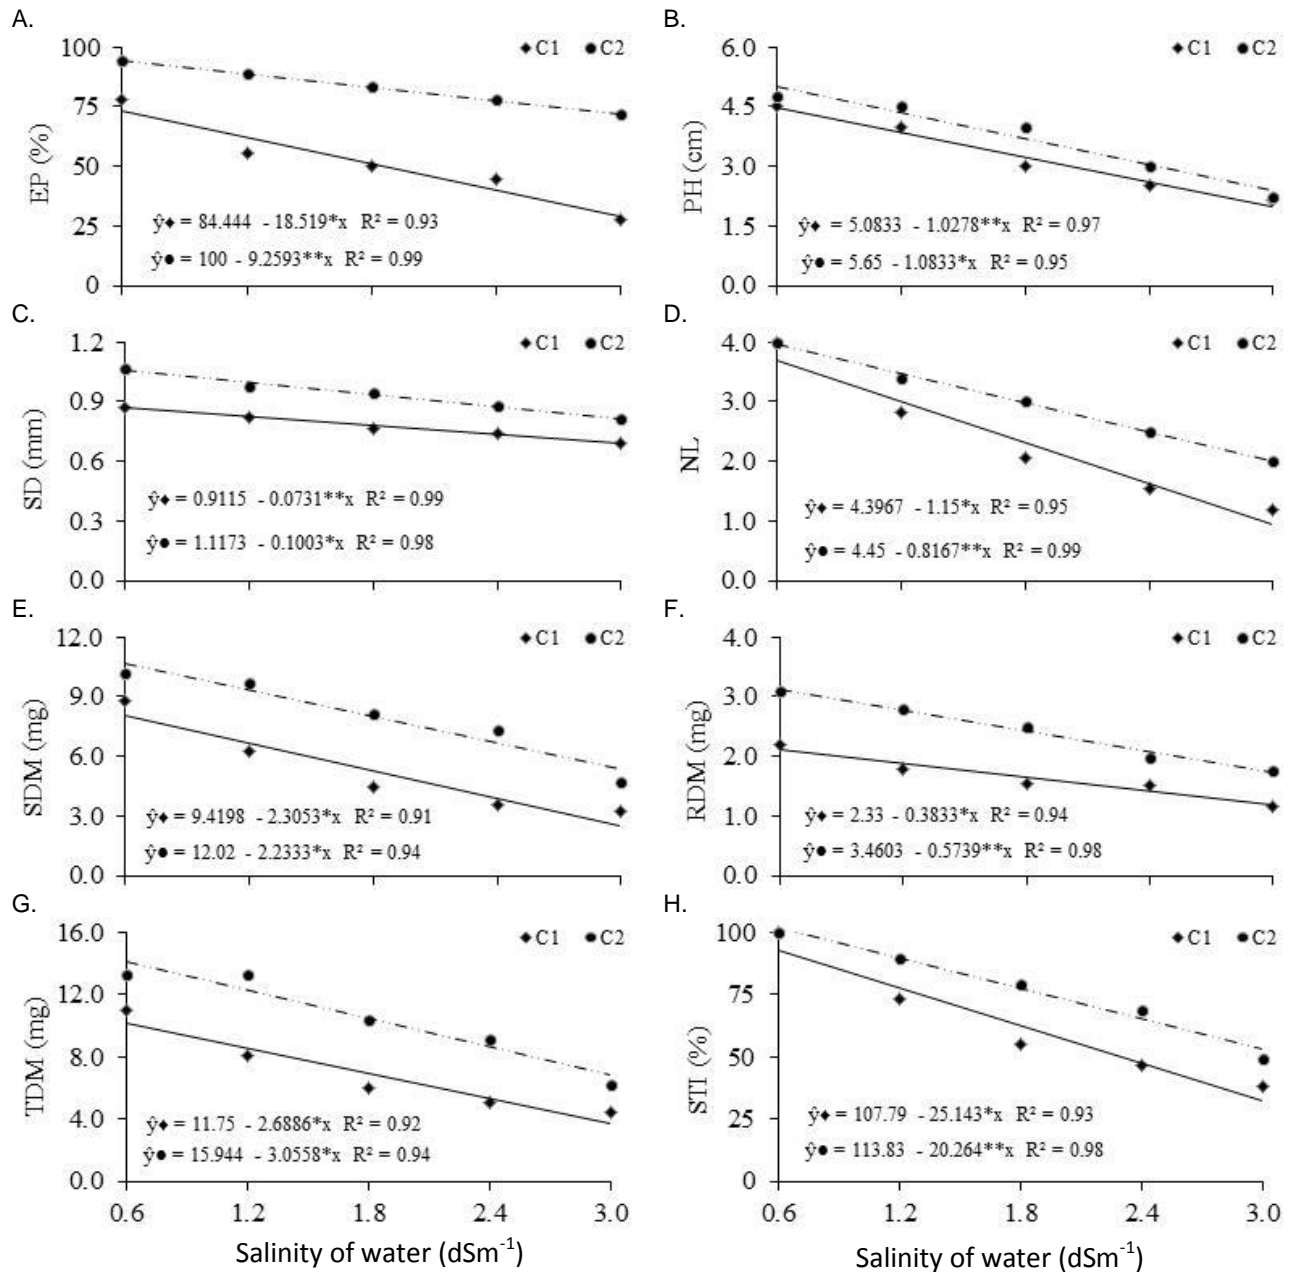 A.
100
75
50
25
0
EP (%)
◆C1 ●C2
ŷ◆ = 84.444 - 18.519*x R² = 0.93
ŷ● = 100 - 9.2593**x R² = 0.99
B.
6.0
4.5
3.0
1.5
0.0
PH (cm)
◆C1 ●C2
ŷ◆ = 5.0833 - 1.0278**x R² = 0.97
ŷ● = 5.65 - 1.0833*x R² = 0.95
C.
1.2
0.9
0.6
0.3
0.0
SD (mm)
◆C1 ●C2
ŷ◆ = 0.9115 - 0.0731**x R² = 0.99
ŷ● = 1.1173 - 0.1003*x R² = 0.98
D.
4.0
3.0
2.0
1.0
0.0
NL
◆C1 ●C2
ŷ◆ = 4.3967 - 1.15*x R² = 0.95
ŷ● = 4.45 - 0.8167**x R² = 0.99
E.
12.0
9.0
6.0
3.0
0.0
SDM (mg)
◆C1 ●C2
ŷ◆ = 9.4198 - 2.3053*x R² = 0.91
ŷ● = 12.02 - 2.2333*x R² = 0.94
F.
4.0
3.0
2.0
1.0
0.0
RDM (mg)
◆C1 ●C2
ŷ◆ = 2.33 - 0.3833*x R² = 0.94
ŷ● = 3.4603 - 0.5739**x R² = 0.98
G.
16.0
12.0
8.0
4.0
0.0
TDM (mg)
◆C1 ●C2
ŷ◆ = 11.75 - 2.6886*x R² = 0.92
ŷ● = 15.944 - 3.0558*x R² = 0.94
0.6 1.2 1.8 2.4 3.0
Salinity of water (dSm⁻¹)
H.
100
75
50
25
0
STI (%)
◆C1 ●C2
ŷ◆ = 107.79 - 25.143*x R² = 0.93
ŷ● = 113.83 - 20.264**x R² = 0.98
0.6 1.2 1.8 2.4 3.0
Salinity of water (dSm⁻¹)